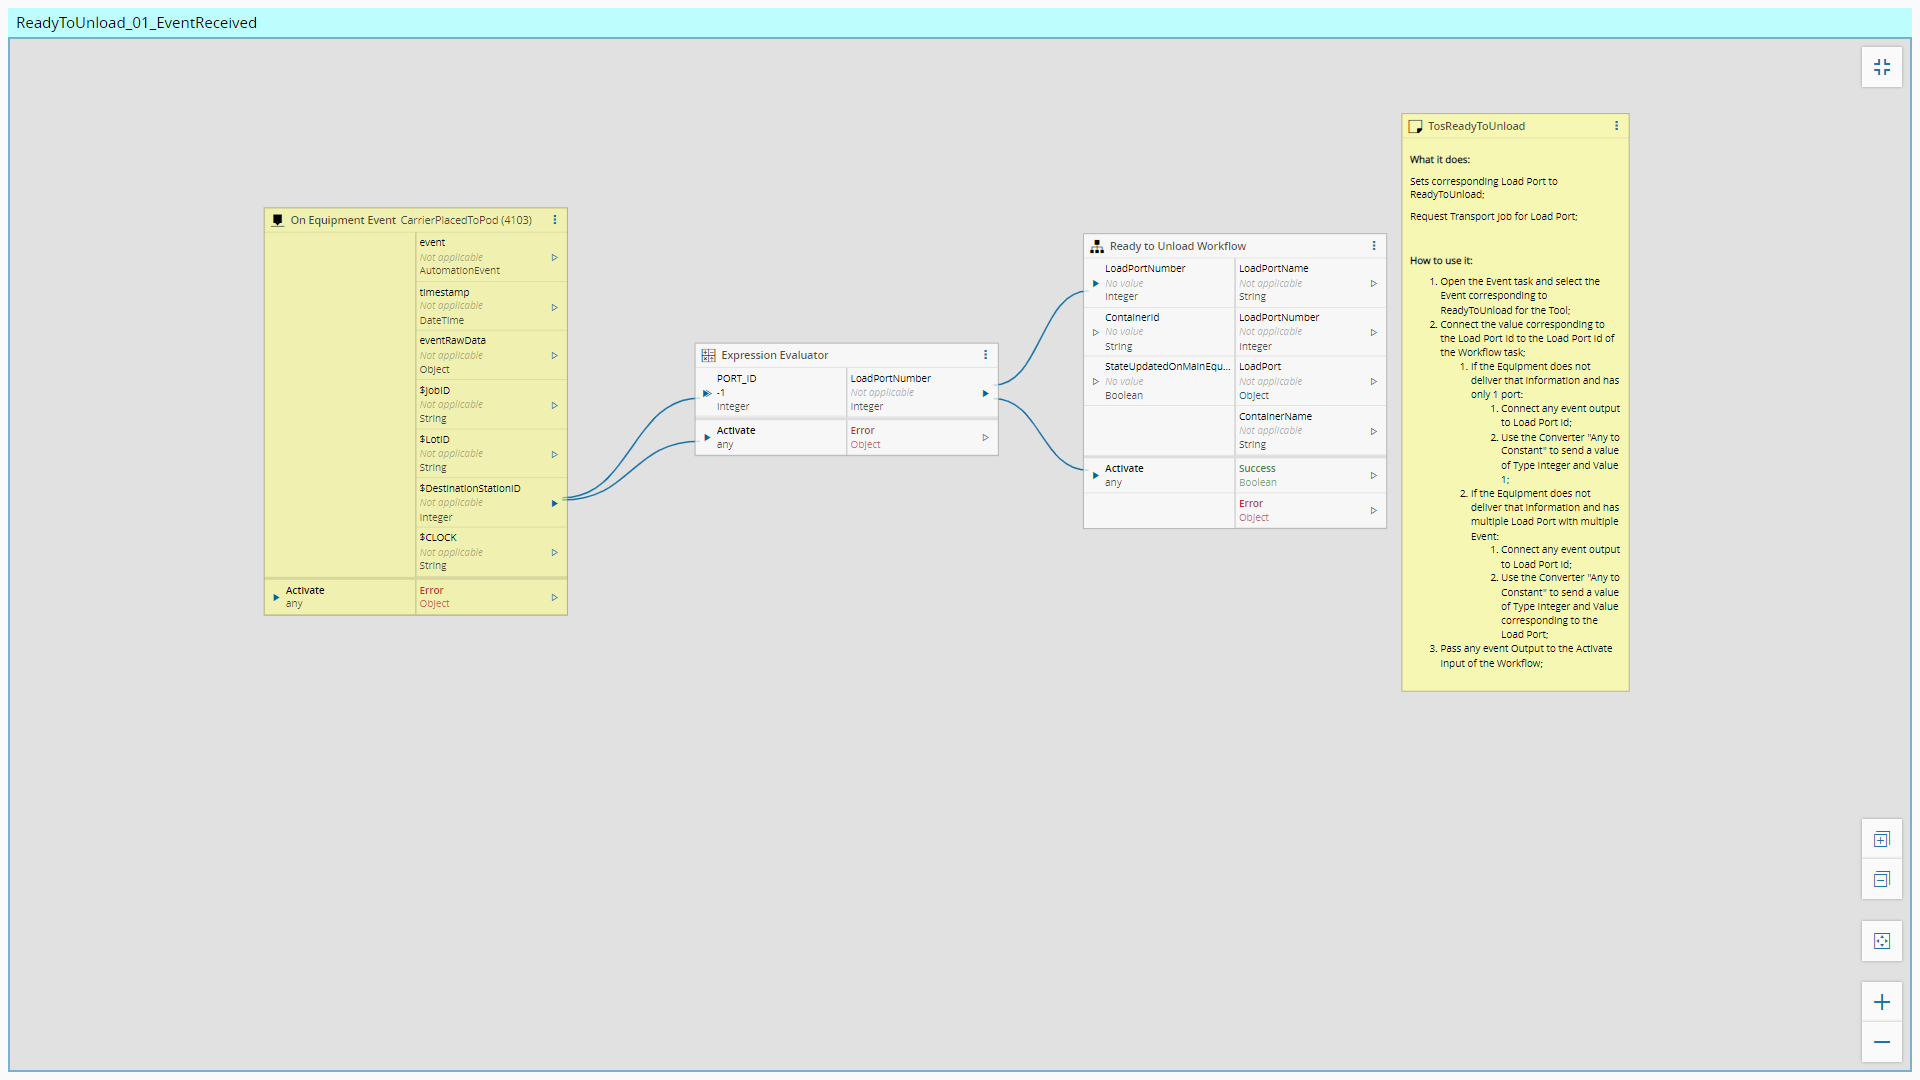 ReadyToUnload_01_EventReceived
On Equipment Event CarrierPlacedToPod (4103)
event
Not applicable
AutomationEvent
timestamp
Not applicable
DateTime
eventRawData
Not applicable
Object
$JobID
Not applicable
String
$LotID
Not applicable
String
$DestinationStationID
Not applicable
Integer
$CLOCK
Not applicable
String
Activate
any
Error
Object
Expression Evaluator
PORT_ID
-1
Integer
LoadPortNumber
Not applicable
Integer
Activate
any
Error
Object
Ready to Unload Workflow
LoadPortNumber
No value
Integer
LoadPortName
Not applicable
String
ContainerId
No value
String
LoadPortNumber
Not applicable
Integer
StateUpdatedOnMainEqu...
No value
Boolean
LoadPort
Not applicable
Object
ContainerName
Not applicable
String
Activate
any
Success
Boolean
Error
Object
TosReadyToUnload
What it does:
Sets corresponding Load Port to
ReadyToUnload;
Request Transport Job for Load Port;
How to use it:
1. Open the Event task and select the
Event corresponding to
ReadyToUnload for the Tool;
2. Connect the value corresponding to
the Load Port Id to the Load Port Id of
the Workflow task;
1. If the Equipment does not
deliver that information and has
only 1 port:
1. Connect any event output
to Load Port Id;
2. Use the Converter "Any to
Constant" to send a value
of Type Integer and Value
1;
2. If the Equipment does not
deliver that information and has
multiple Load Port with multiple
Event:
1. Connect any event output
to Load Port Id;
2. Use the Converter "Any to
Constant" to send a value
of Type Integer and Value
corresponding to the
Load Port;
3. Pass any event Output to the Activate
Input of the Workflow;